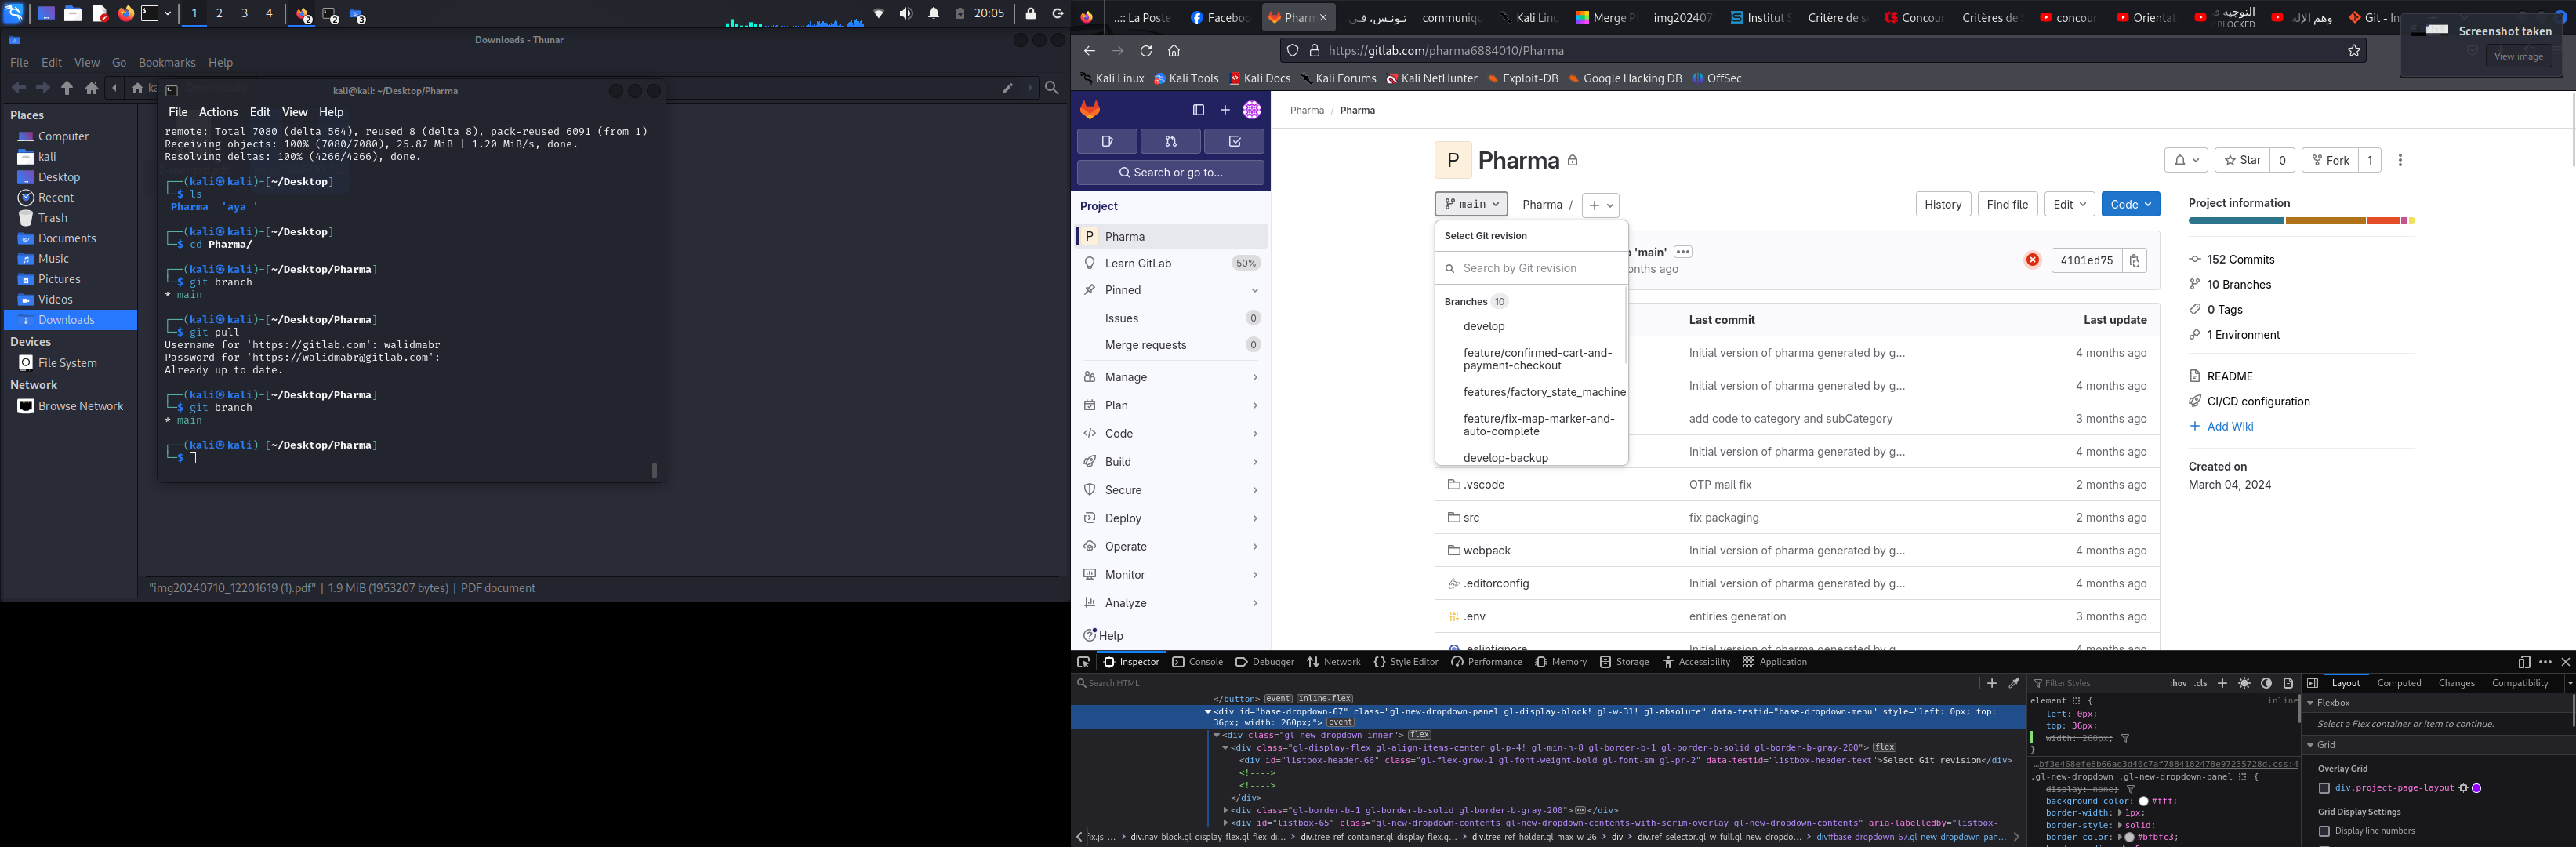 1
2
3
4
2
2
3
20:05
Downloads - Thunar
File Edit View Go Bookmarks Help
Places
Computer
kali
Desktop
Recent
Trash
Documents
Music
Pictures
Videos
Downloads
Devices
File System
Network
Browse Network
"img20240710_12201619 (1).pdf" | 1.9 MiB (1953207 bytes) | PDF document
kali@kali: ~/Desktop/Pharma
File Actions Edit View Help
remote: Total 7080 (delta 564), reused 8 (delta 8), pack-reused 6091 (from 1)
Receiving objects: 100% (7080/7080), 25.87 MiB | 1.20 MiB/s, done.
Resolving deltas: 100% (4266/4266), done.
┌──(kali㉿kali)-[~/Desktop]
└─$ ls
Pharma 'aya '
┌──(kali㉿kali)-[~/Desktop]
└─$ cd Pharma/
┌──(kali㉿kali)-[~/Desktop/Pharma]
└─$ git branch
* main
┌──(kali㉿kali)-[~/Desktop/Pharma]
└─$ git pull
Username for 'https://gitlab.com': walidmabr
Password for 'https://walidmabr@gitlab.com':
Already up to date.
┌──(kali㉿kali)-[~/Desktop/Pharma]
└─$ git branch
* main
┌──(kali㉿kali)-[~/Desktop/Pharma]
└─$
..:: La Poste
Faceboo
Pharm
تـونـس، فـي
communiqu
Kali Linu
Merge P
img202407
Institut S
Critère de s
Concour
Critères de
concour
Orientat
التوجيه
BLOCKED
وهم الإله
Git - In
Screenshot taken
View image
https://gitlab.com/pharma6884010/Pharma
Kali Linux
Kali Tools
Kali Docs
Kali Forums
Kali NetHunter
Exploit-DB
Google Hacking DB
OffSec
Search or go to...
Project
P Pharma
Learn GitLab 50%
Pinned
Issues 0
Merge requests 0
Manage
Plan
Code
Build
Secure
Deploy
Operate
Monitor
Analyze
Help
Pharma / Pharma
P Pharma
Star 0
Fork 1
main
Pharma /
History
Find file
Edit
Code
Select Git revision
Search by Git revision
Branches 10
develop
feature/confirmed-cart-and-
payment-checkout
features/factory_state_machine
feature/fix-map-marker-and-
auto-complete
develop-backup
'main'
onths ago
4101ed75
Last commit
Last update
Initial version of pharma generated by g... 4 months ago
Initial version of pharma generated by g... 4 months ago
add code to category and subCategory 3 months ago
Initial version of pharma generated by g... 4 months ago
.vscode OTP mail fix 2 months ago
src fix packaging 2 months ago
webpack Initial version of pharma generated by g... 4 months ago
.editorconfig Initial version of pharma generated by g... 4 months ago
.env entiries generation 3 months ago
.eslintignore Initial version of pharma generated by g... 4 months ago
Project information
152 Commits
10 Branches
0 Tags
1 Environment
README
CI/CD configuration
Add Wiki
Created on
March 04, 2024
Inspector
Console
Debugger
Network
Style Editor
Performance
Memory
Storage
Accessibility
Application
Search HTML
</button> event inline-flex
<div id="base-dropdown-67" class="gl-new-dropdown-panel gl-display-block! gl-w-31! gl-absolute" data-testid="base-dropdown-menu" style="left: 0px; top:
36px; width: 260px;"> event
<div class="gl-new-dropdown-inner"> flex
<div class="gl-display-flex gl-align-items-center gl-p-4! gl-min-h-8 gl-border-b-1 gl-border-b-solid gl-border-b-gray-200"> flex
<div id="listbox-header-66" class="gl-flex-grow-1 gl-font-weight-bold gl-font-sm gl-pr-2" data-testid="listbox-header-text">Select Git revision</div>
<!---->
<!---->
</div>
<div class="gl-border-b-1 gl-border-b-solid gl-border-b-gray-200"></div>
<div id="listbox-65" class="gl-new-dropdown-contents gl-new-dropdown-contents-with-scrim-overlay gl-new-dropdown-contents" aria-labelledby="listbox-
ix.js-...
div.nav-block.gl-display-flex.gl-flex-di...
div.tree-ref-container.gl-display-flex.g...
div.tree-ref-holder.gl-max-w-26
div
div.ref-selector.gl-w-full.gl-new-dropdo...
div#base-dropdown-67.gl-new-dropdown-pan...
Filter Styles
:hov .cls
element {
inline
left: 0px;
top: 36px;
width: 260px;
}
.gl-new-dropdown .gl-new-dropdown-panel {
display: none;
background-color: #fff;
border-width: 1px;
border-style: solid;
border-color: #bfbfc3;
Layout
Computed
Changes
Compatibility
Flexbox
Select a Flex container or item to continue.
Grid
Overlay Grid
div.project-page-layout
Grid Display Settings
Display line numbers